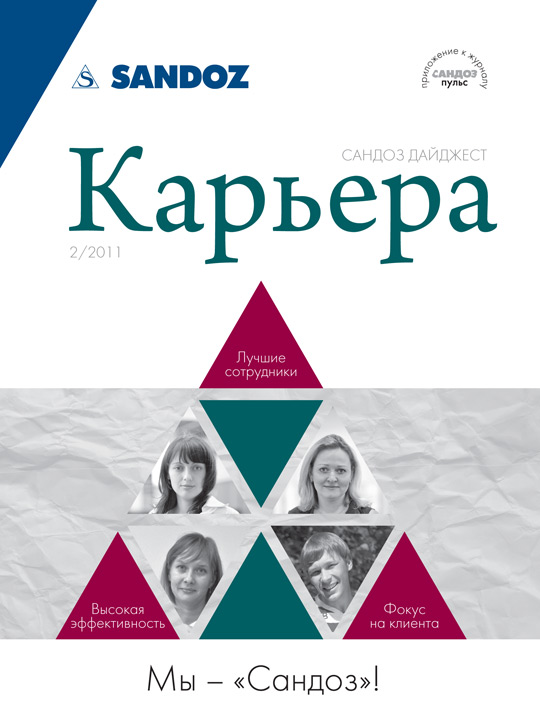 SANDOZ
приложение к журналу
САНДОЗ
пульс
САНДОЗ ДАЙДЖЕСТ
Карьера
2/2011
Лучшие
сотрудники
Высокая
эффективность
Фокус
на клиента
Мы – «Сандоз»!